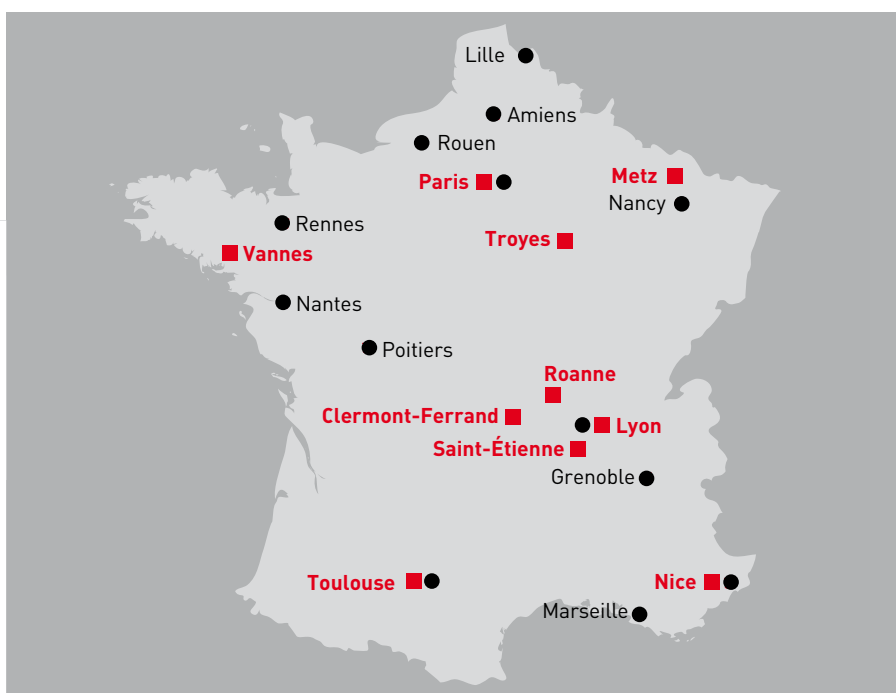 Lille
Amiens
Rouen
Paris
Metz
Nancy
Rennes
Troyes
Vannes
Nantes
Poitiers
Roanne
Clermont-Ferrand
Lyon
Saint-Étienne
Grenoble
Toulouse
Nice
Marseille